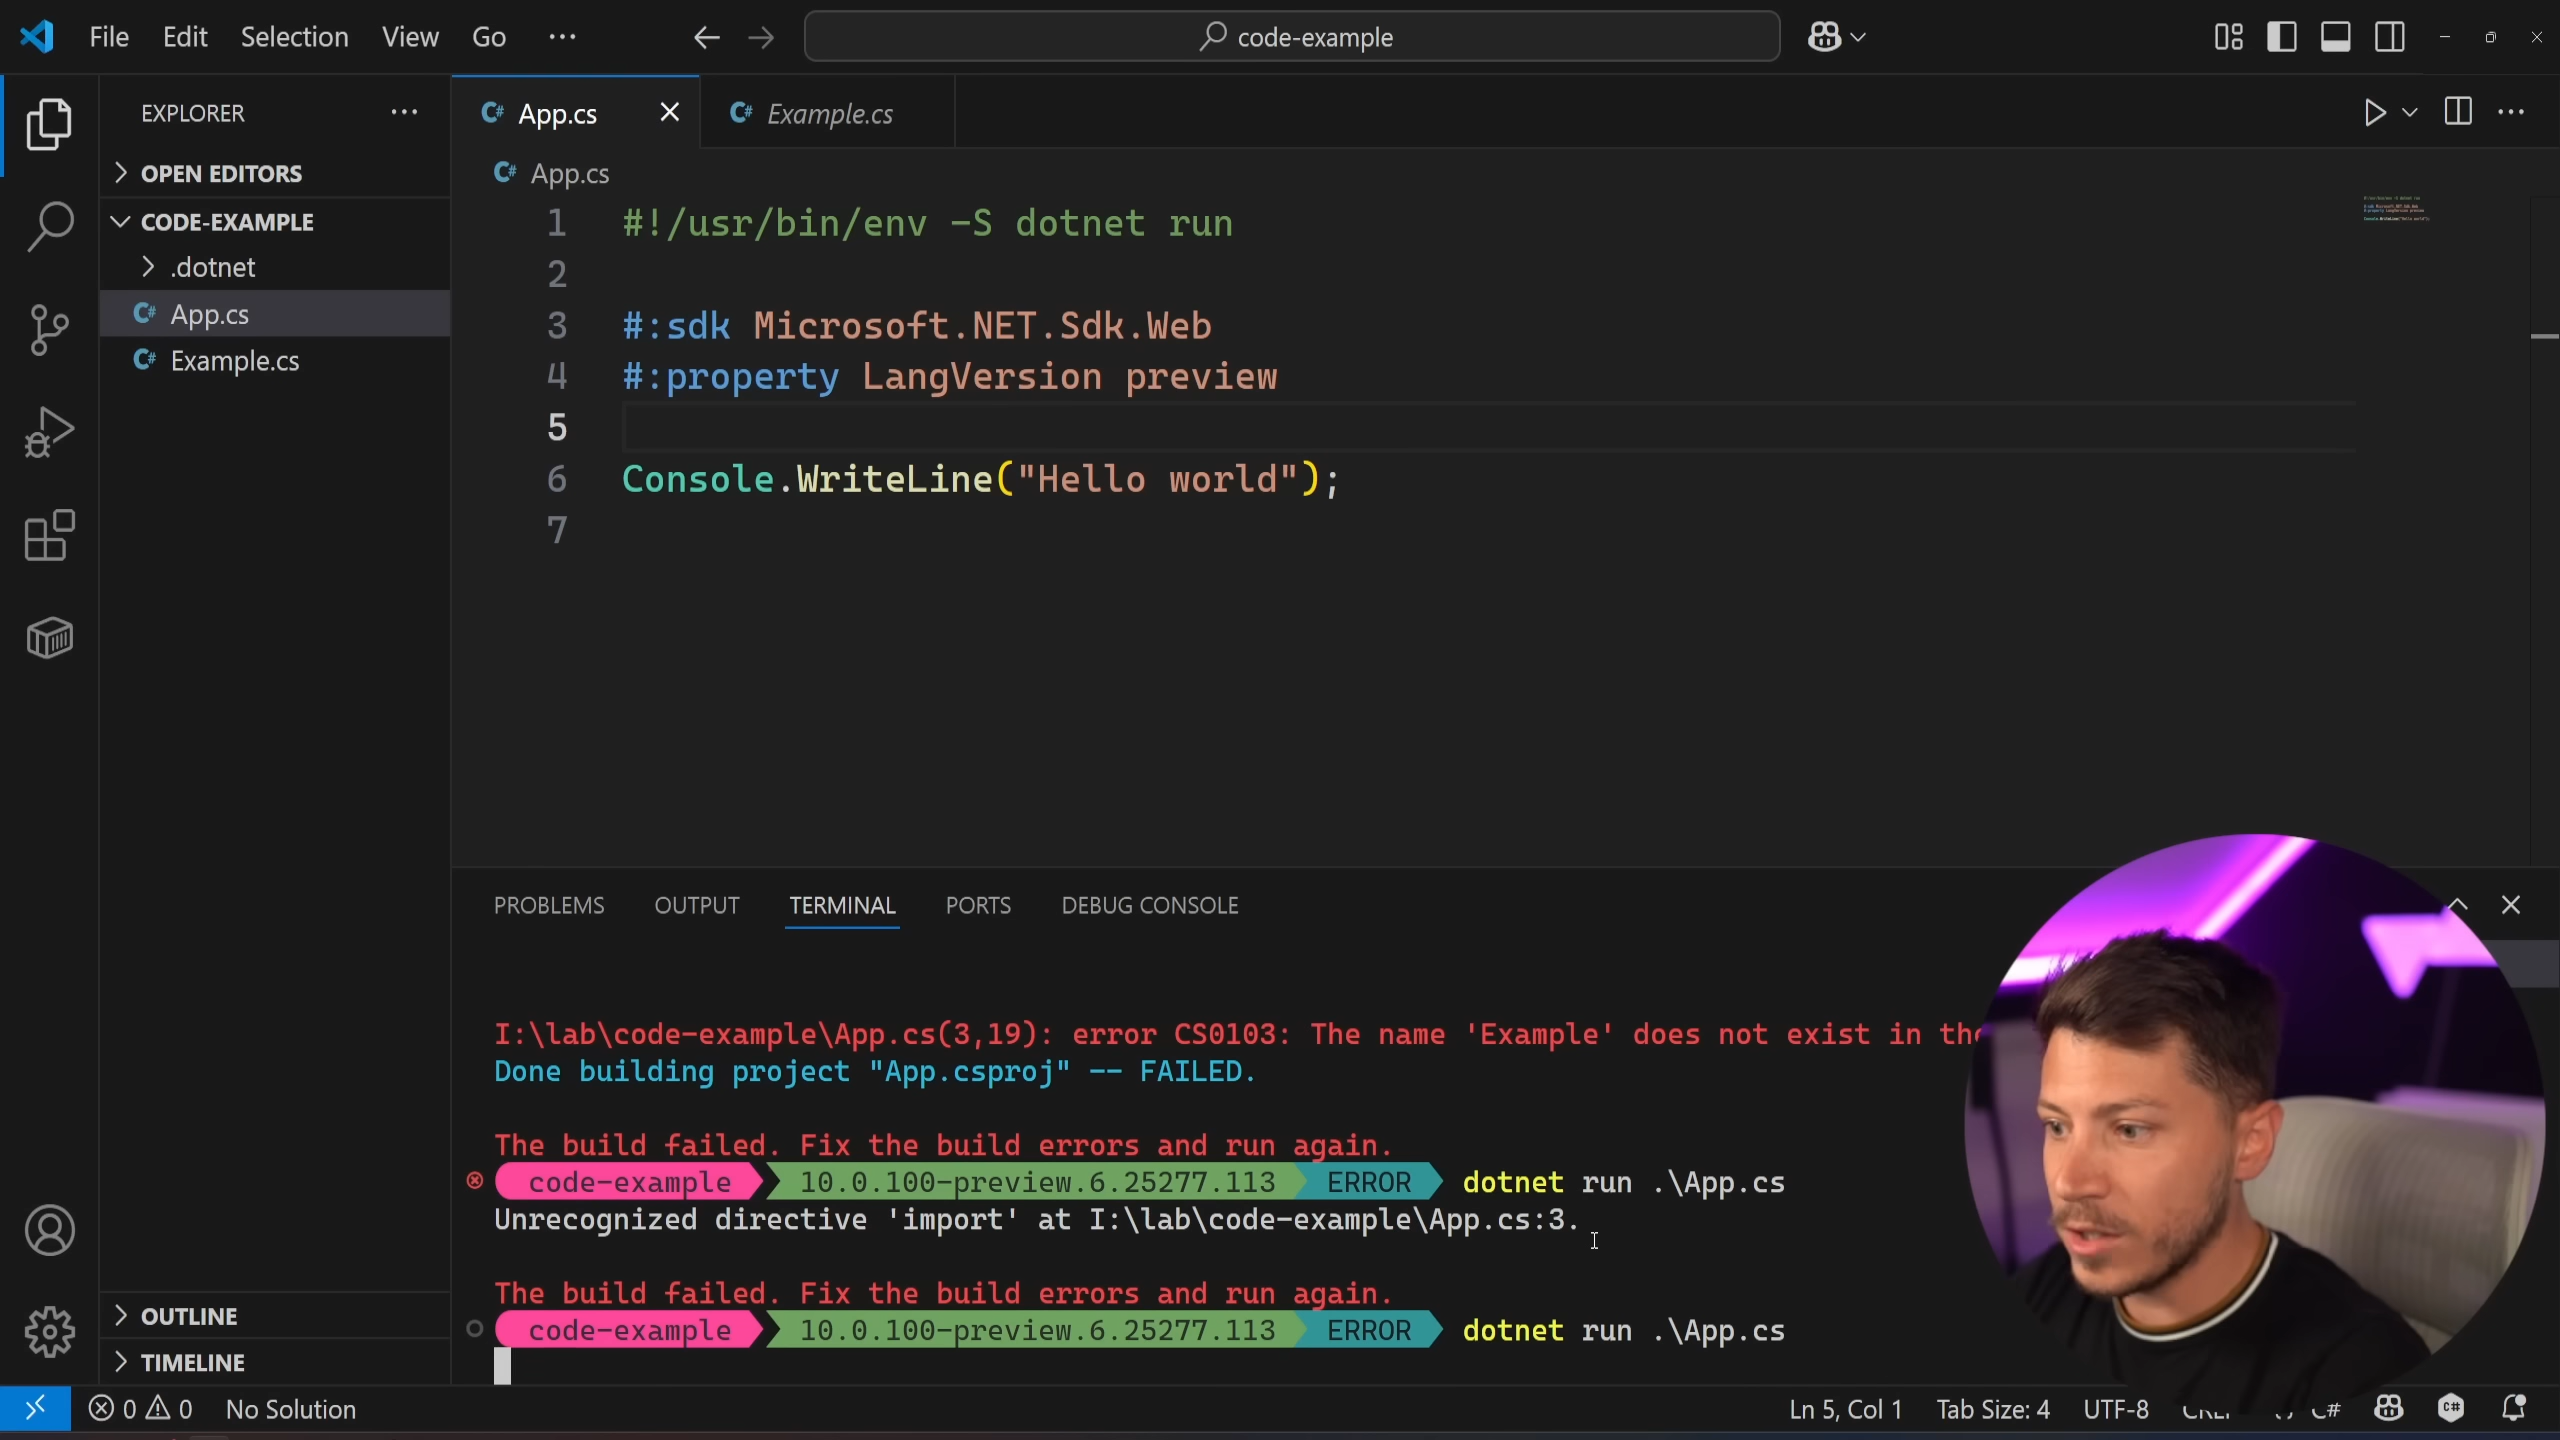 File Edit Selection View Go ···
code-example
EXPLORER ···
OPEN EDITORS
CODE-EXAMPLE
.dotnet
C# App.cs
C# Example.cs
OUTLINE
TIMELINE
C# App.cs
C# Example.cs
C# App.cs
1 #!/usr/bin/env -S dotnet run
2
3 #:sdk Microsoft.NET.Sdk.Web
4 #:property LangVersion preview
5
6 Console.WriteLine("Hello world");
7
PROBLEMS OUTPUT TERMINAL PORTS DEBUG CONSOLE
I:\lab\code-example\App.cs(3,19): error CS0103: The name 'Example' does not exist in the
Done building project "App.csproj" -- FAILED.
The build failed. Fix the build errors and run again.
code-example 10.0.100-preview.6.25277.113 ERROR dotnet run .\App.cs
Unrecognized directive 'import' at I:\lab\code-example\App.cs:3.
The build failed. Fix the build errors and run again.
code-example 10.0.100-preview.6.25277.113 ERROR dotnet run .\App.cs
0 0 No Solution
Ln 5, Col 1 Tab Size: 4 UTF-8 CRLF C#